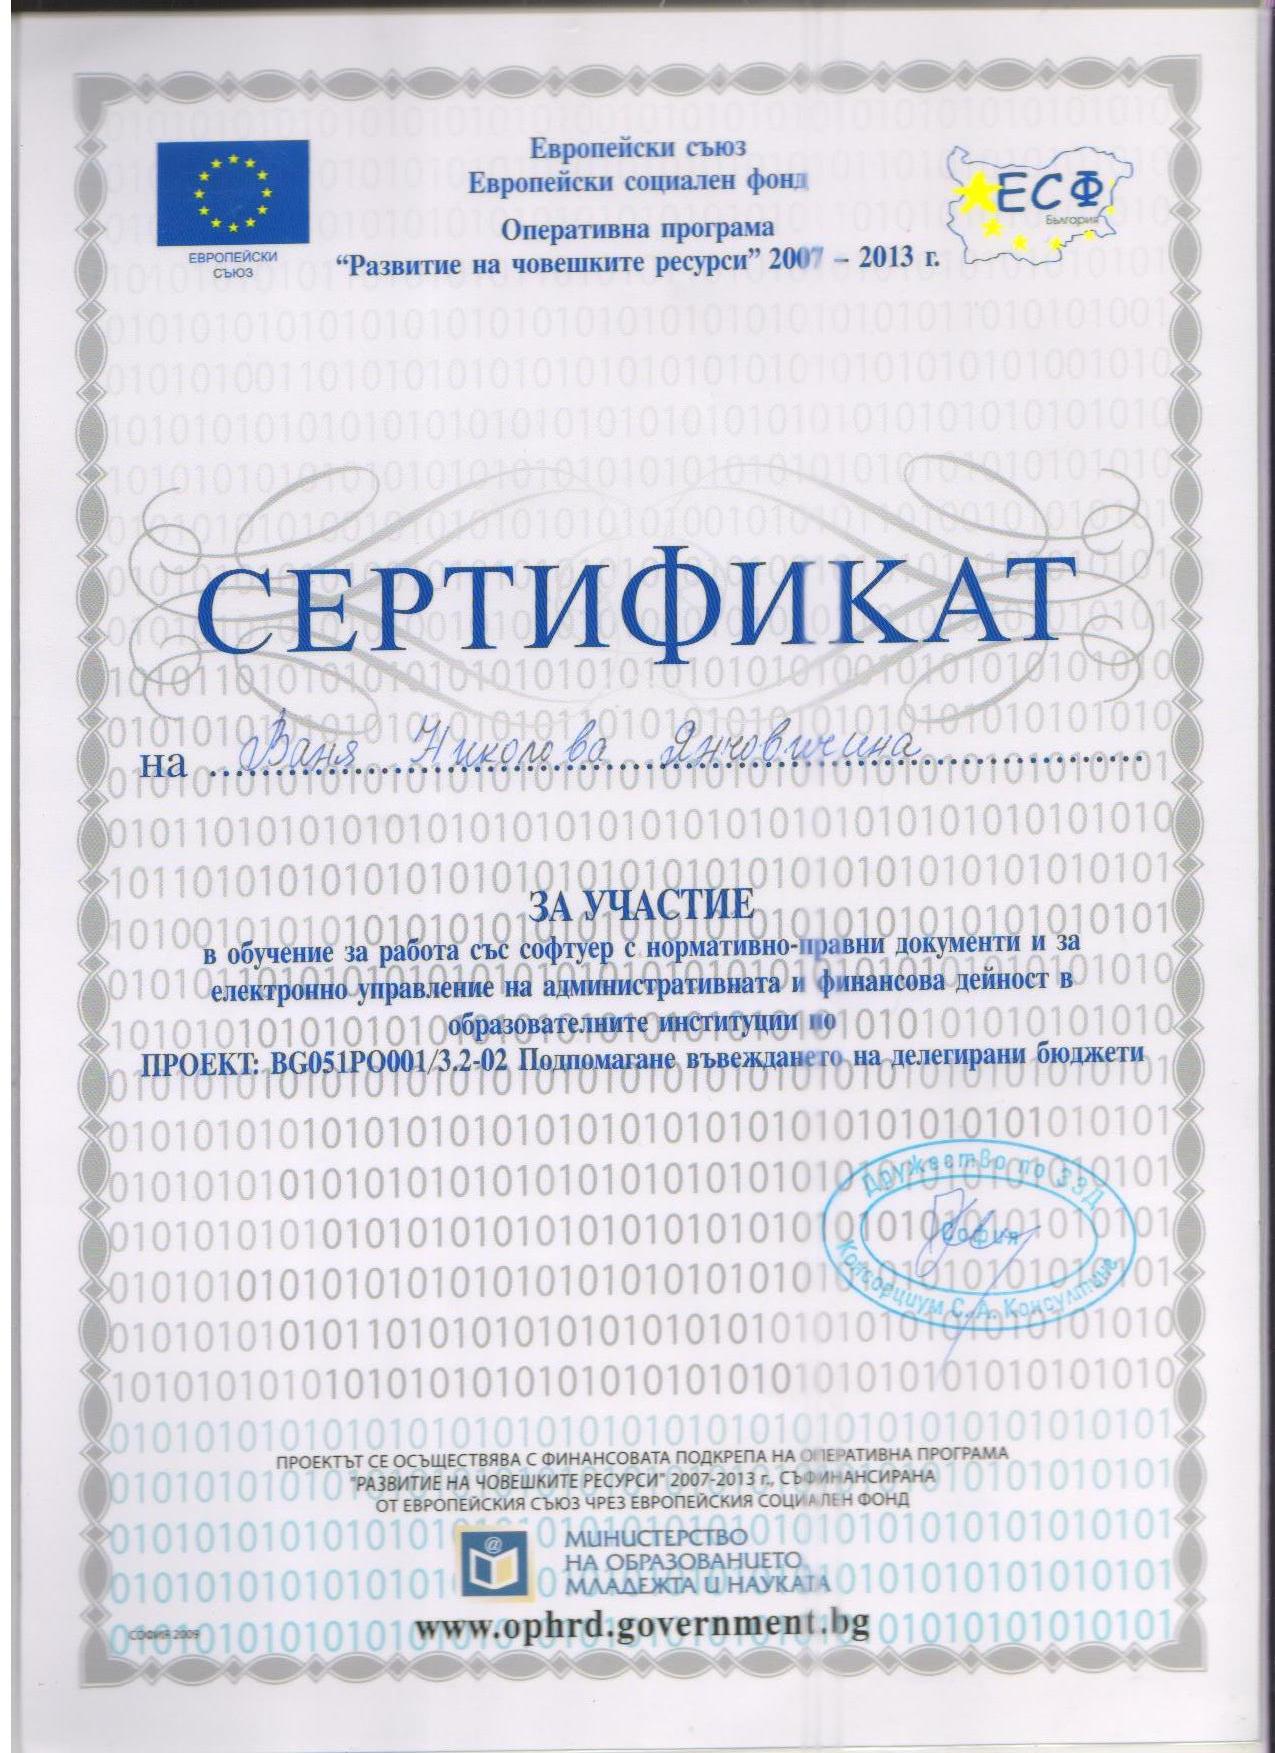 Европейски съюз
Европейски социален фонд
Оперативна програма
“Развитие на човешките ресурси” 2007 – 2013 г.
ЕВРОПЕЙСКИ
СЪЮЗ
ЕСФ
България
СЕРТИФИКАТ
на Ваня Николова Янчовичина
ЗА УЧАСТИЕ
в обучение за работа със софтуер с нормативно-правни документи и за
електронно управление на административната и финансова дейност в
образователните институции по
ПРОЕКТ: BG051PO001/3.2-02 Подпомагане въвеждането на делегирани бюджети
Дружество по ЗЗД
София
Консорциум С. А. Консултинг
ПРОЕКТЪТ СЕ ОСЪЩЕСТВЯВА С ФИНАНСОВАТА ПОДКРЕПА НА ОПЕРАТИВНА ПРОГРАМА
"РАЗВИТИЕ НА ЧОВЕШКИТЕ РЕСУРСИ" 2007-2013 г., СЪФИНАНСИРАНА
ОТ ЕВРОПЕЙСКИЯ СЪЮЗ ЧРЕЗ ЕВРОПЕЙСКИЯ СОЦИАЛЕН ФОНД
МИНИСТЕРСТВО
НА ОБРАЗОВАНИЕТО
МЛАДЕЖТА И НАУКАТА
www.ophrd.government.bg
СОФИЯ 2009